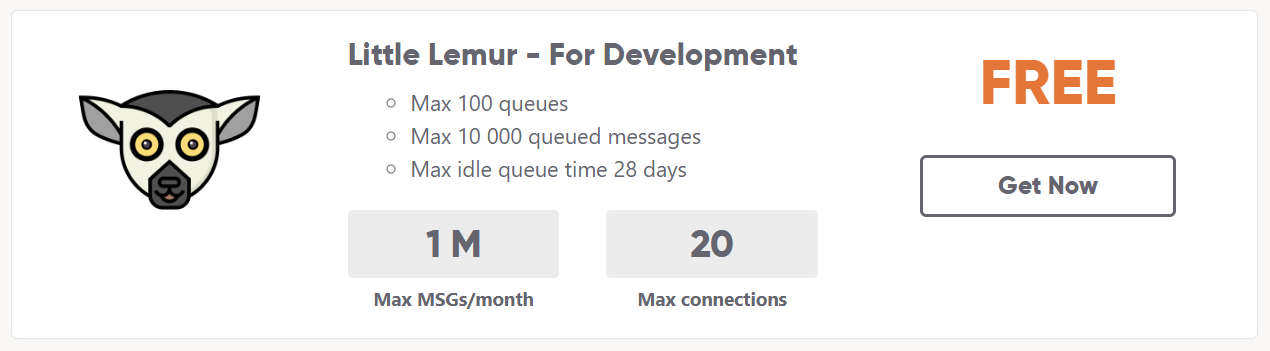 Little Lemur - For Development
Max 100 queues
Max 10 000 queued messages
Max idle queue time 28 days
1 M
Max MSGs/month
20
Max connections
FREE
Get Now